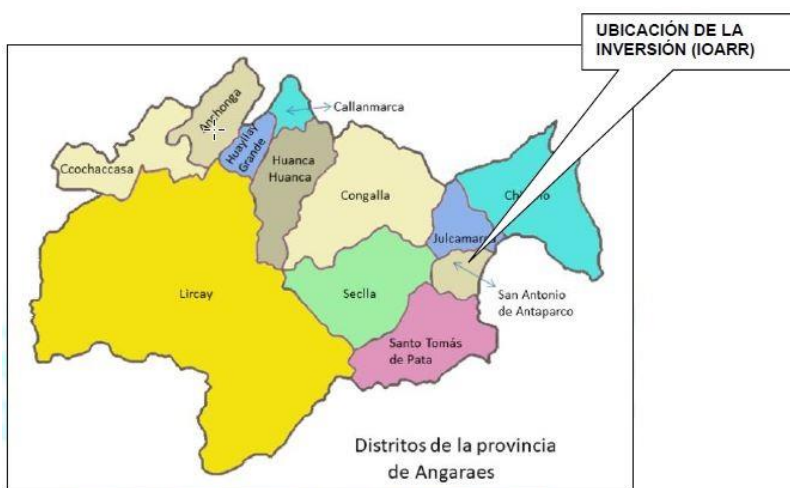 UBICACIÓN DE LA
INVERSIÓN (IOARR)
Anchonga
Callanmarca
Huayllay
Grande
Ccochaccasa
Huanca
Huanca
Congalla
Julcamarca
Lircay
Seclla
San Antonio
de Antaparco
Santo Tomás
de Pata
Distritos de la provincia
de Angaraes